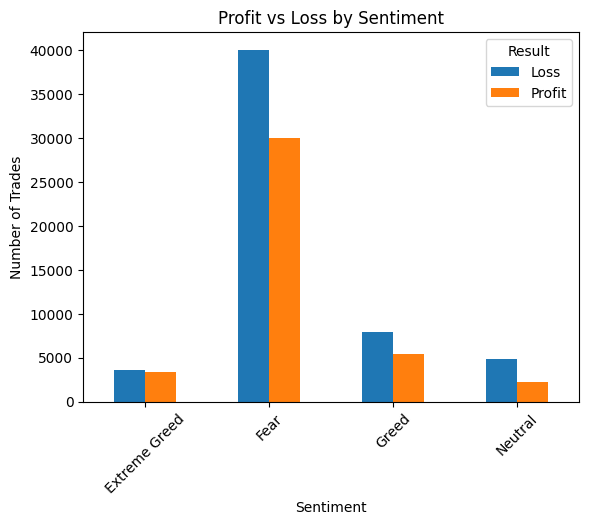 Profit vs Loss by Sentiment
Result
Loss
Profit
Number of Trades
40000
35000
30000
25000
20000
15000
10000
5000
0
Extreme Greed
Fear
Greed
Neutral
Sentiment